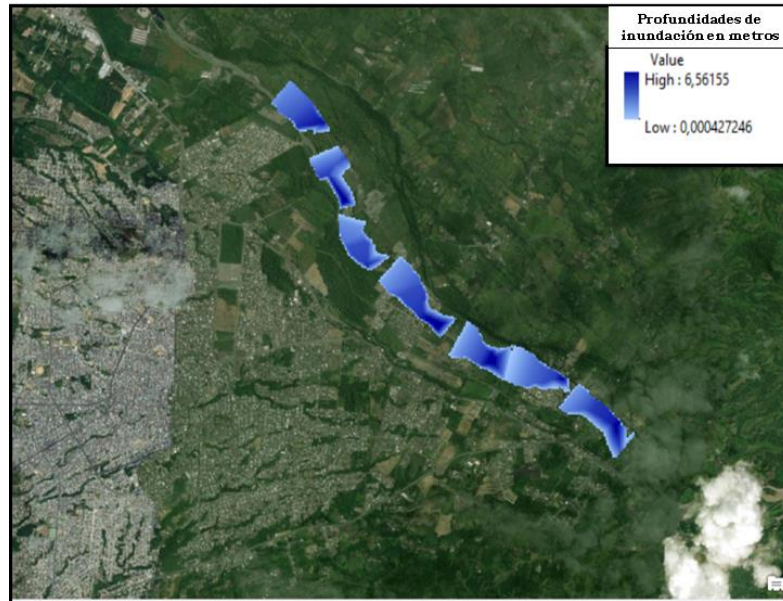 Profundidades de
inundación en metros
Value
High : 6,56155
Low : 0,000427246